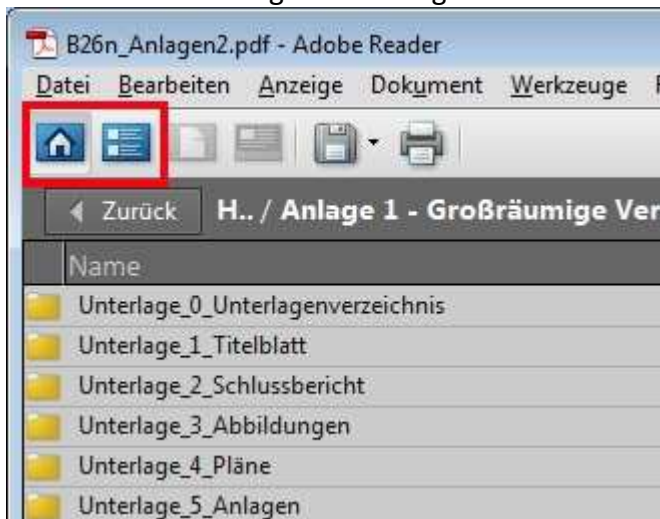 B26n_Anlagen2.pdf - Adobe Reader
Datei Bearbeiten Anzeige Dokument Werkzeuge
Zurück H.. / Anlage 1 - Großräumige Ver
Name
Unterlage_0_Unterlagenverzeichnis
Unterlage_1_Titelblatt
Unterlage_2_Schlussbericht
Unterlage_3_Abbildungen
Unterlage_4_Pläne
Unterlage_5_Anlagen